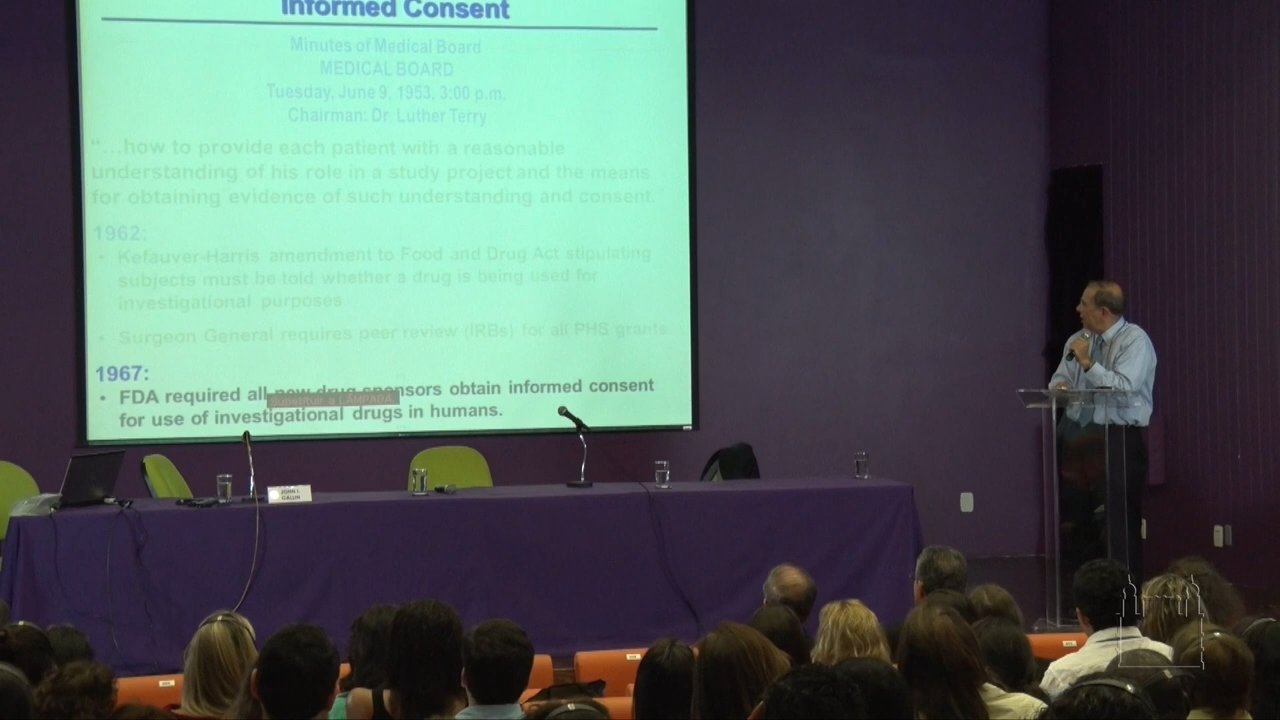 Informed Consent
Minutes of Medical Board
MEDICAL BOARD
Tuesday, June 9, 1953, 3:00 p.m.
Chairman: Dr. Luther Terry
“…how to provide each patient with a reasonable
understanding of his role in a study project and the means
for obtaining evidence of such understanding and consent.
1962:
• Kefauver-Harris amendment to Food and Drug Act stipulating
subjects must be told whether a drug is being used for
investigational purposes
• Surgeon General requires peer review (IRBs) for all PHS grants
1967:
• FDA required all new drug sponsors obtain informed consent
for use of investigational drugs in humans.
Substituir a LÂMPADA
JOHN I.
GALLIN